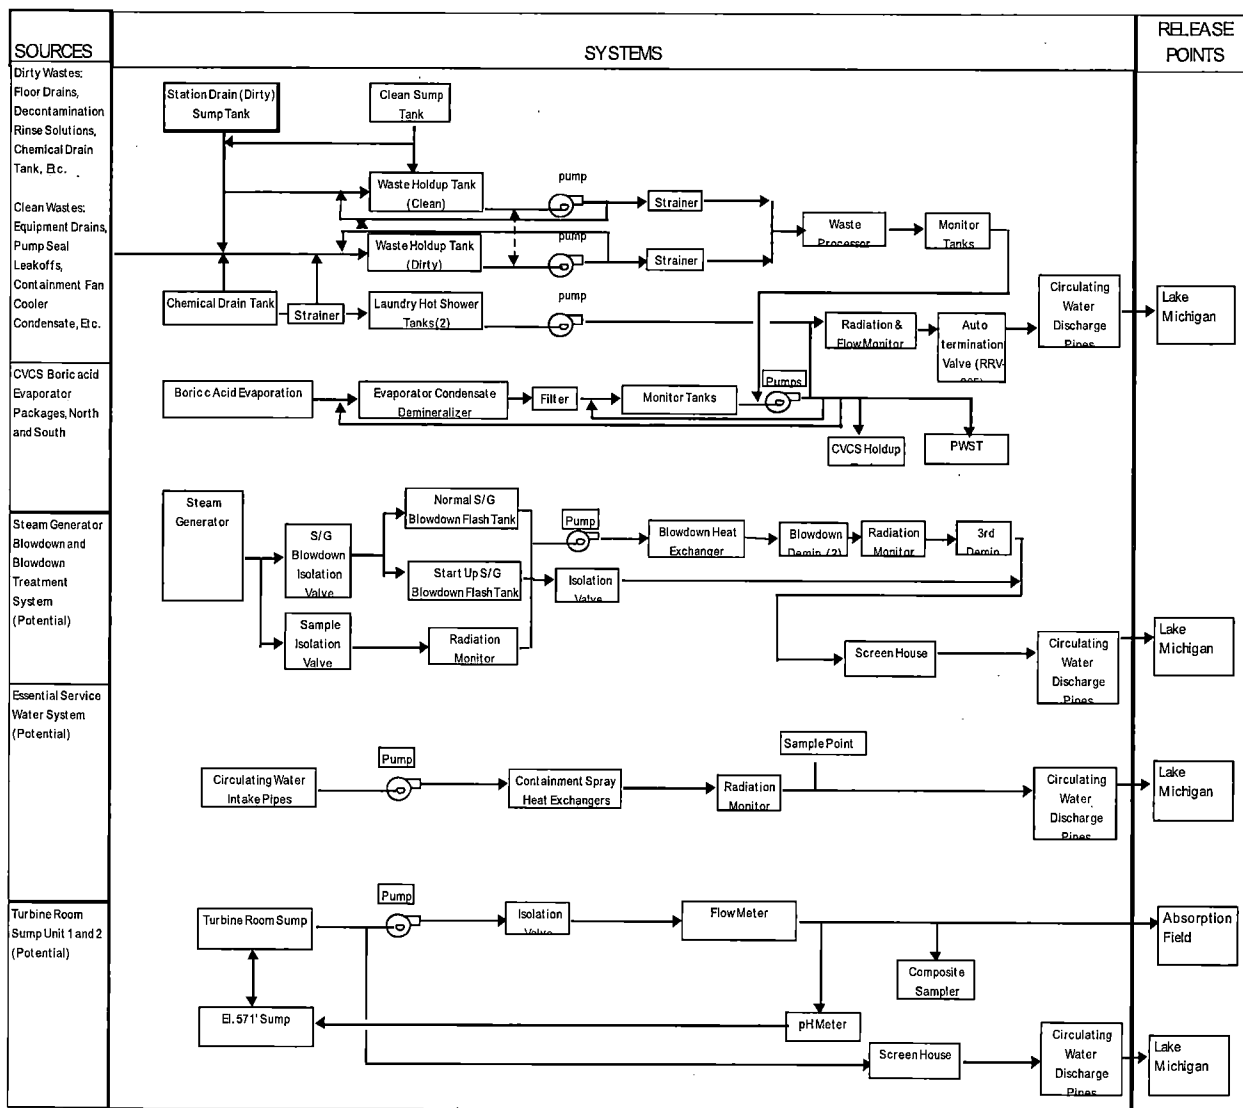 SOURCES
SYSTEMS
RELEASE
POINTS
Dirty Wastes:
Floor Drains,
Decontamination
Rinse Solutions,
Chemical Drain
Tank, Etc.
Clean Wastes:
Equipment Drains,
Pump Seal
Leakoffs,
Containment Fan
Cooler
Condensate, Etc.
Station Drain (Dirty)
Sump Tank
Clean Sump
Tank
Waste Holdup Tank
(Clean)
pump
Strainer
Waste Holdup Tank
(Dirty)
pump
Strainer
Waste
Processor
Monitor
Tanks
Chemical Drain Tank
Strainer
Laundry Hot Shower
Tanks (2)
pump
Radiation &
Flow Monitor
Auto
termination
Valve (RRV-
Circulating
Water
Discharge
Pipes
Lake
Michigan
CVCS Boric acid
Evaporator
Packages, North
and South
Boric c Acid Evaporation
Evaporator Condensate
Demineralizer
Filter
Monitor Tanks
Pumps
CVCS Holdup
PWST
Steam Generator
Blowdown and
Blowdown
Treatment
System
(Potential)
Steam
Generator
S/G
Blowdown
Isolation
Valve
Normal S/G
Blowdown Flash Tank
Start Up S/G
Blowdown Flash Tank
Pump
Blowdown Heat
Exchanger
Blowdown
Demin. (2)
Radiation
Monitor
3rd
Demin
Isolation
Valve
Sample
Isolation
Valve
Radiation
Monitor
Screen House
Circulating
Water
Discharge
Pipes
Lake
Michigan
Essential Service
Water System
(Potential)
Circulating Water
Intake Pipes
Pump
Containment Spray
Heat Exchangers
Radiation
Monitor
Sample Point
Circulating
Water
Discharge
Pipes
Lake
Michigan
Turbine Room
Sump Unit 1 and 2
(Potential)
Turbine Room Sump
Pump
Isolation
Valve
Flow Meter
Absorption
Field
Composite
Sampler
El. 571' Sump
pH Meter
Screen House
Circulating
Water
Discharge
Pipes
Lake
Michigan